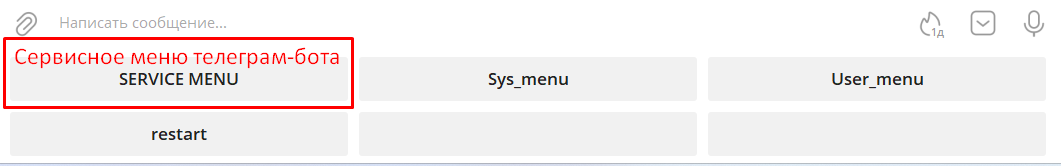 Написать сообщение...
1д
Сервисное меню телеграм-бота
SERVICE MENU
Sys_menu
User_menu
restart